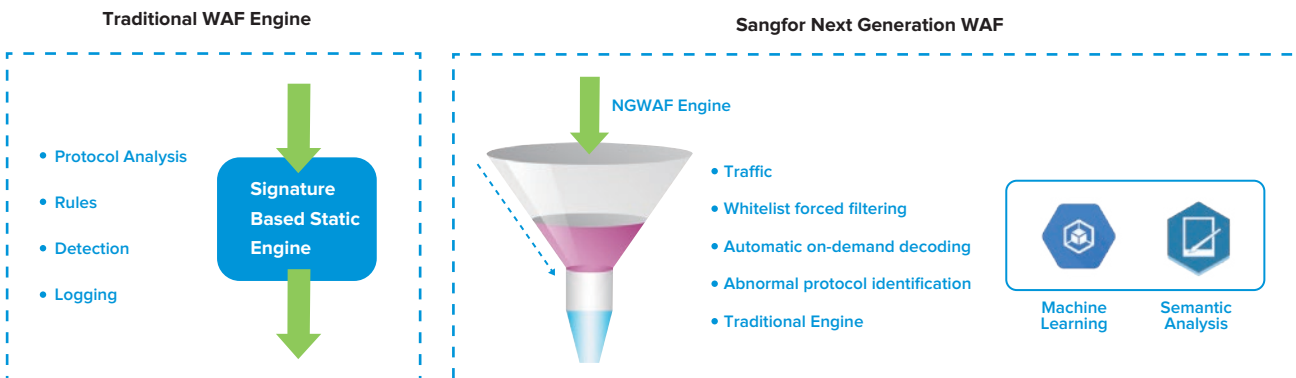 Traditional WAF Engine
Protocol Analysis
Rules
Detection
Logging
Signature
Based Static
Engine
Sangfor Next Generation WAF
NGWAF Engine
Traffic
Whitelist forced filtering
Automatic on-demand decoding
Abnormal protocol identification
Traditional Engine
Machine
Learning
Semantic
Analysis